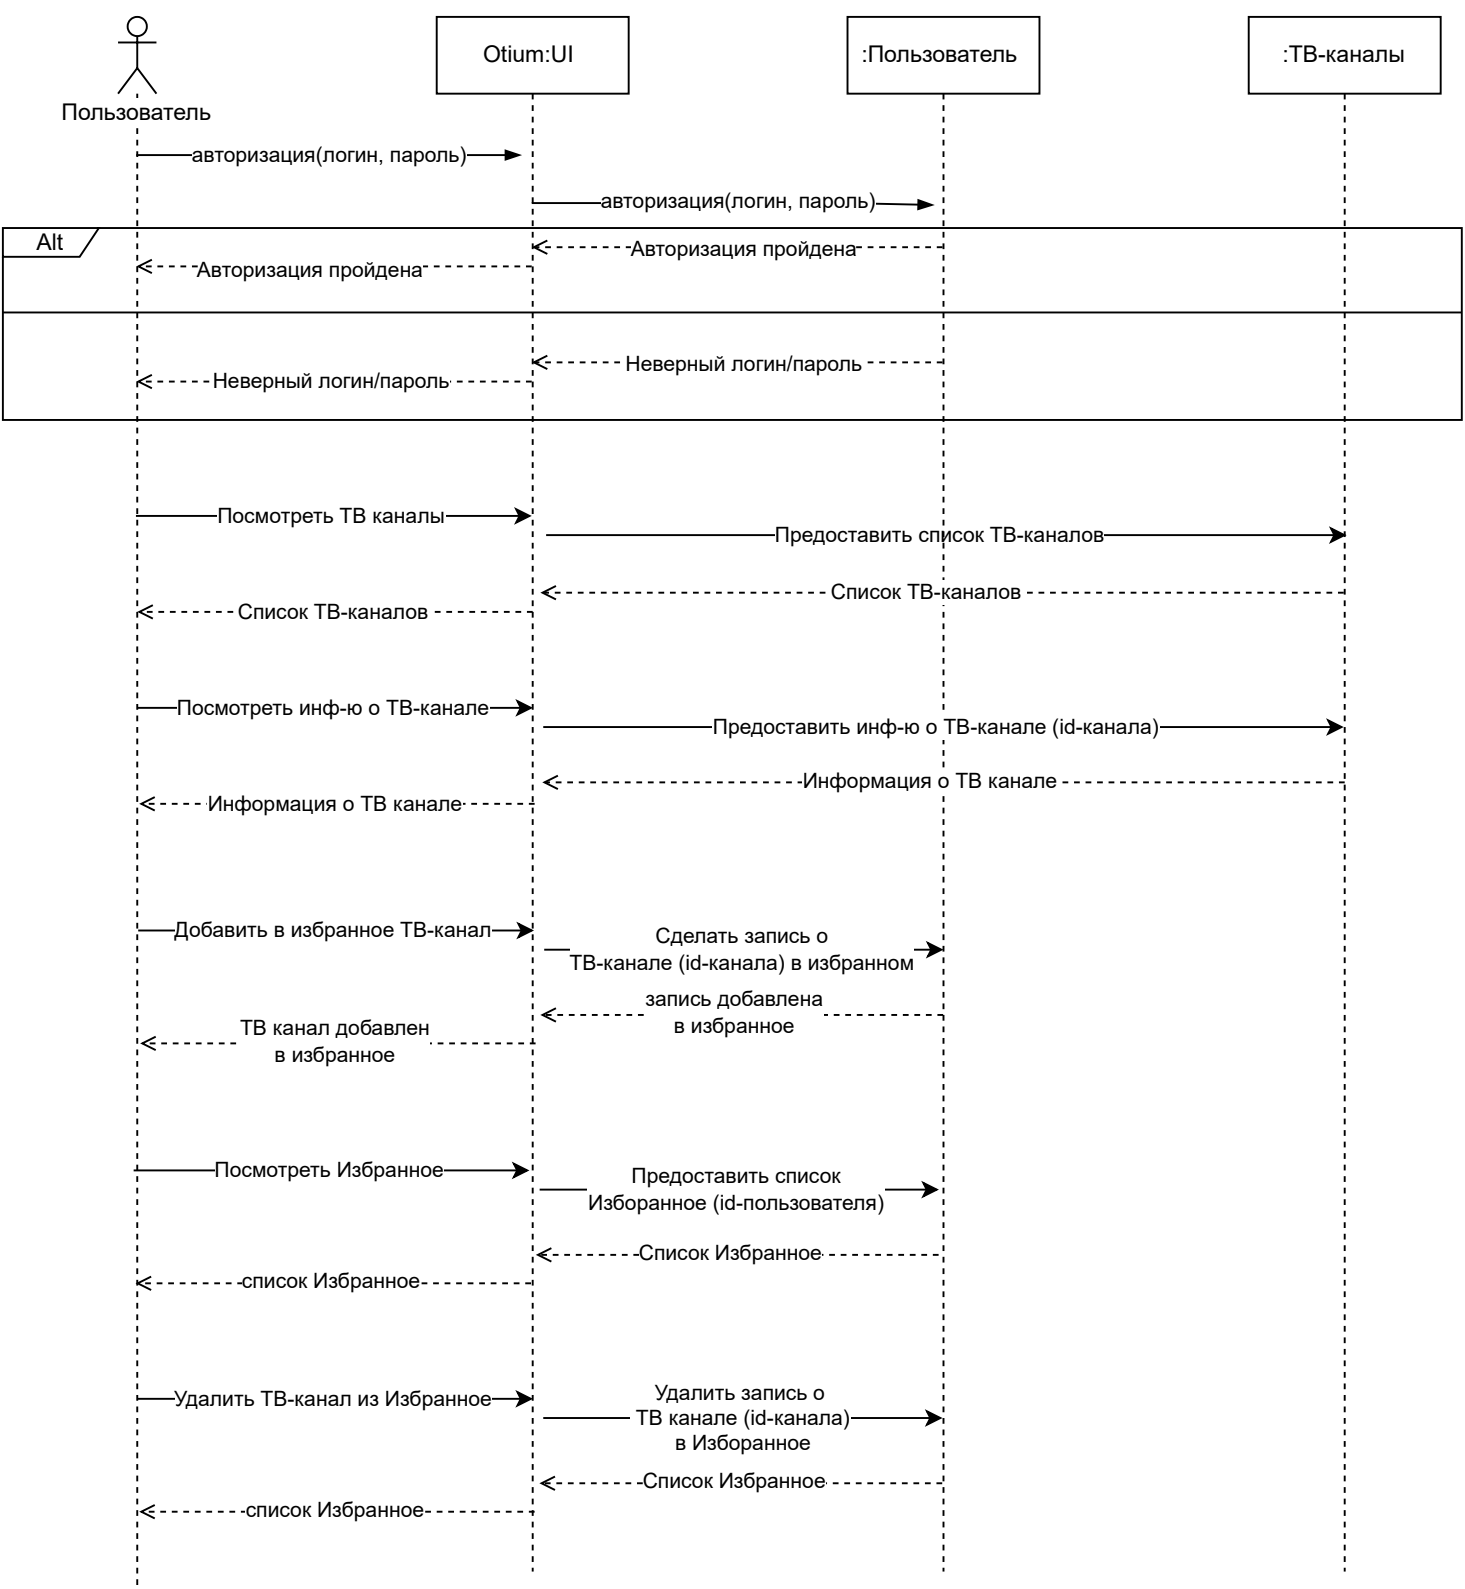 Пользователь
Otium:UI
:Пользователь
:ТВ-каналы
авторизация(логин, пароль)
авторизация(логин, пароль)
Alt
Авторизация пройдена
Авторизация пройдена
Неверный логин/пароль
Неверный логин/пароль
Посмотреть ТВ каналы
Предоставить список ТВ-каналов
Список ТВ-каналов
Список ТВ-каналов
Посмотреть инф-ю о ТВ-канале
Предоставить инф-ю о ТВ-канале (id-канала)
Информация о ТВ канале
Информация о ТВ канале
Добавить в избранное ТВ-канал
Сделать запись о
ТВ-канале (id-канала) в избранном
запись добавлена
в избранное
ТВ канал добавлен
в избранное
Посмотреть Избранное
Предоставить список
Изборанное (id-пользователя)
Список Избранное
список Избранное
Удалить ТВ-канал из Избранное
Удалить запись о
ТВ канале (id-канала)
в Изборанное
Список Избранное
список Избранное